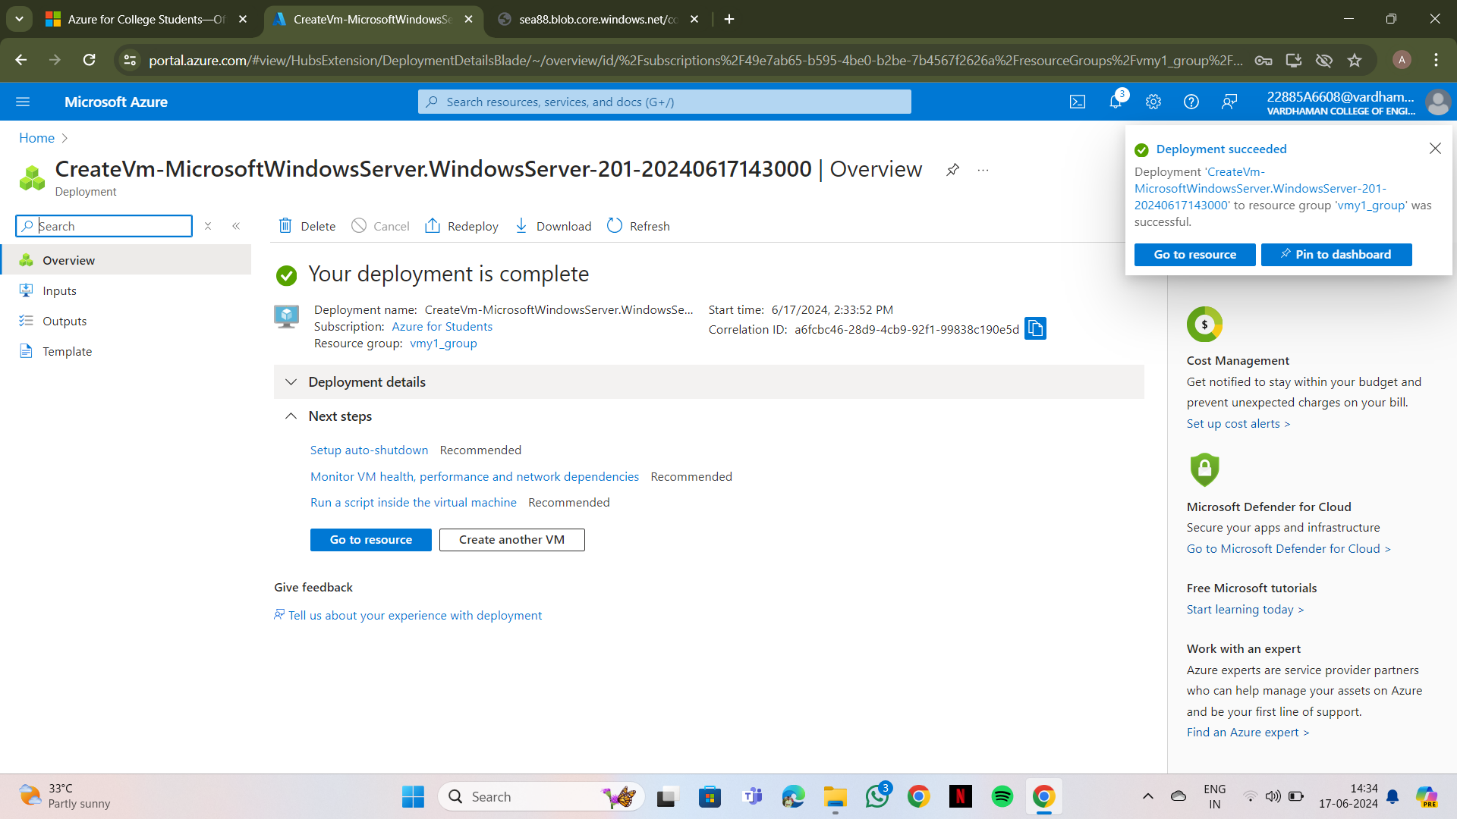 Azure for College Students—Of
CreateVm-MicrosoftWindowsSe
sea88.blob.core.windows.net/cc
portal.azure.com/#view/HubsExtension/DeploymentDetailsBlade/~/overview/id/%2Fsubscriptions%2F49e7ab65-b595-4be0-b2be-7b4567f2626a%2FresourceGroups%2Fvmy1_group%2F...
A
Microsoft Azure
Search resources, services, and docs (G+/)
3
22885A6608@vardham...
VARDHAMAN COLLEGE OF ENGI...
Home >
CreateVm-MicrosoftWindowsServer.WindowsServer-201-20240617143000 | Overview
Deployment
Search
Overview
Inputs
Outputs
Template
Delete
Cancel
Redeploy
Download
Refresh
Your deployment is complete
Deployment name: CreateVm-MicrosoftWindowsServer.WindowsSe...
Subscription: Azure for Students
Resource group: vmy1_group
Start time: 6/17/2024, 2:33:52 PM
Correlation ID: a6fcbc46-28d9-4cb9-92f1-99838c190e5d
Deployment details
Next steps
Setup auto-shutdown Recommended
Monitor VM health, performance and network dependencies Recommended
Run a script inside the virtual machine Recommended
Go to resource
Create another VM
Give feedback
Tell us about your experience with deployment
Deployment succeeded
Deployment 'CreateVm-
MicrosoftWindowsServer.WindowsServer-201-
20240617143000' to resource group 'vmy1_group' was
successful.
Go to resource
Pin to dashboard
$
Cost Management
Get notified to stay within your budget and
prevent unexpected charges on your bill.
Set up cost alerts >
Microsoft Defender for Cloud
Secure your apps and infrastructure
Go to Microsoft Defender for Cloud >
Free Microsoft tutorials
Start learning today >
Work with an expert
Azure experts are service provider partners
who can help manage your assets on Azure
and be your first line of support.
Find an Azure expert >
33°C
Partly sunny
Search
3
N
ENG
IN
14:34
17-06-2024
PRE